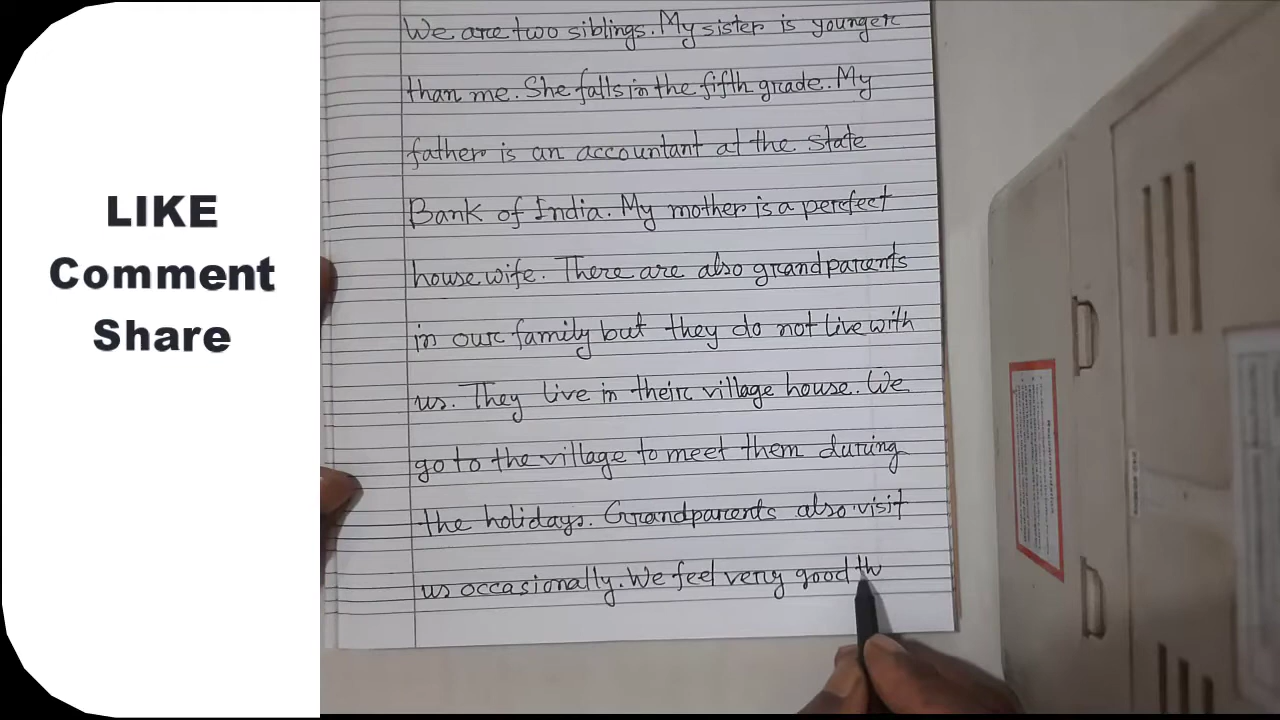 LIKE
Comment
Share
We are two siblings. My sister is younger
than me. She falls in the fifth grade. My
father is an accountant at the state
Bank of India. My mother is a perfect
housewife. There are also grandparents
in our family but they do not live with
us. They live in their village house. We
go to the village to meet them during
the holidays. Grandparents also visit
us occasionally. We feel very good th